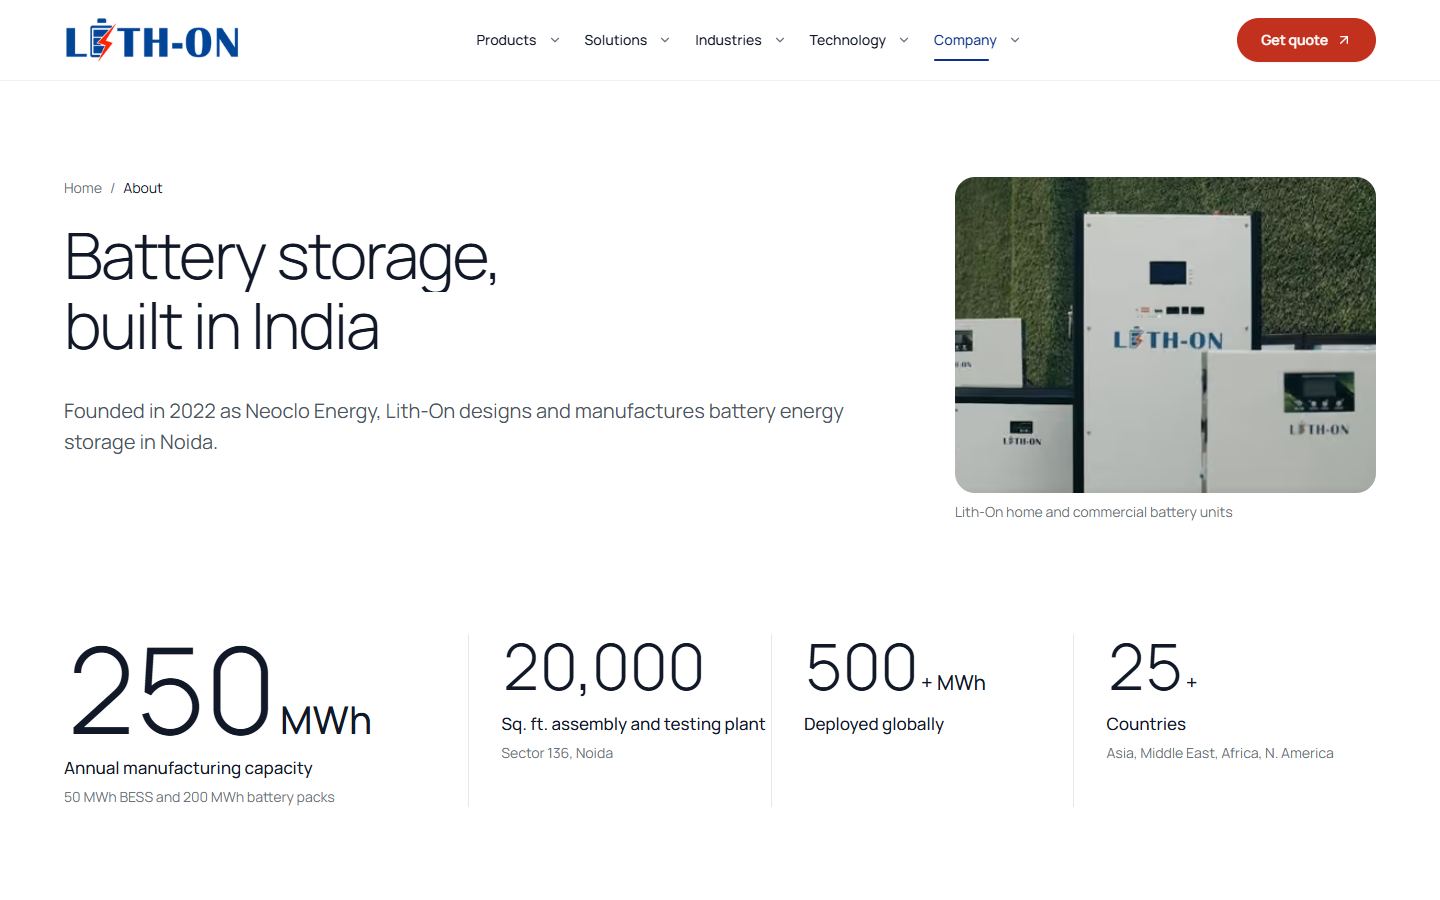 LITH-ON
Products
Solutions
Industries
Technology
Company
Get quote
Home / About
Battery storage,
built in India
Founded in 2022 as Neoclo Energy, Lith-On designs and manufactures battery energy
storage in Noida.
LITH-ON
LITH-ON
LITH-ON
Lith-On home and commercial battery units
250 MWh
Annual manufacturing capacity
50 MWh BESS and 200 MWh battery packs
20,000
Sq. ft. assembly and testing plant
Sector 136, Noida
500 + MWh
Deployed globally
25 +
Countries
Asia, Middle East, Africa, N. America